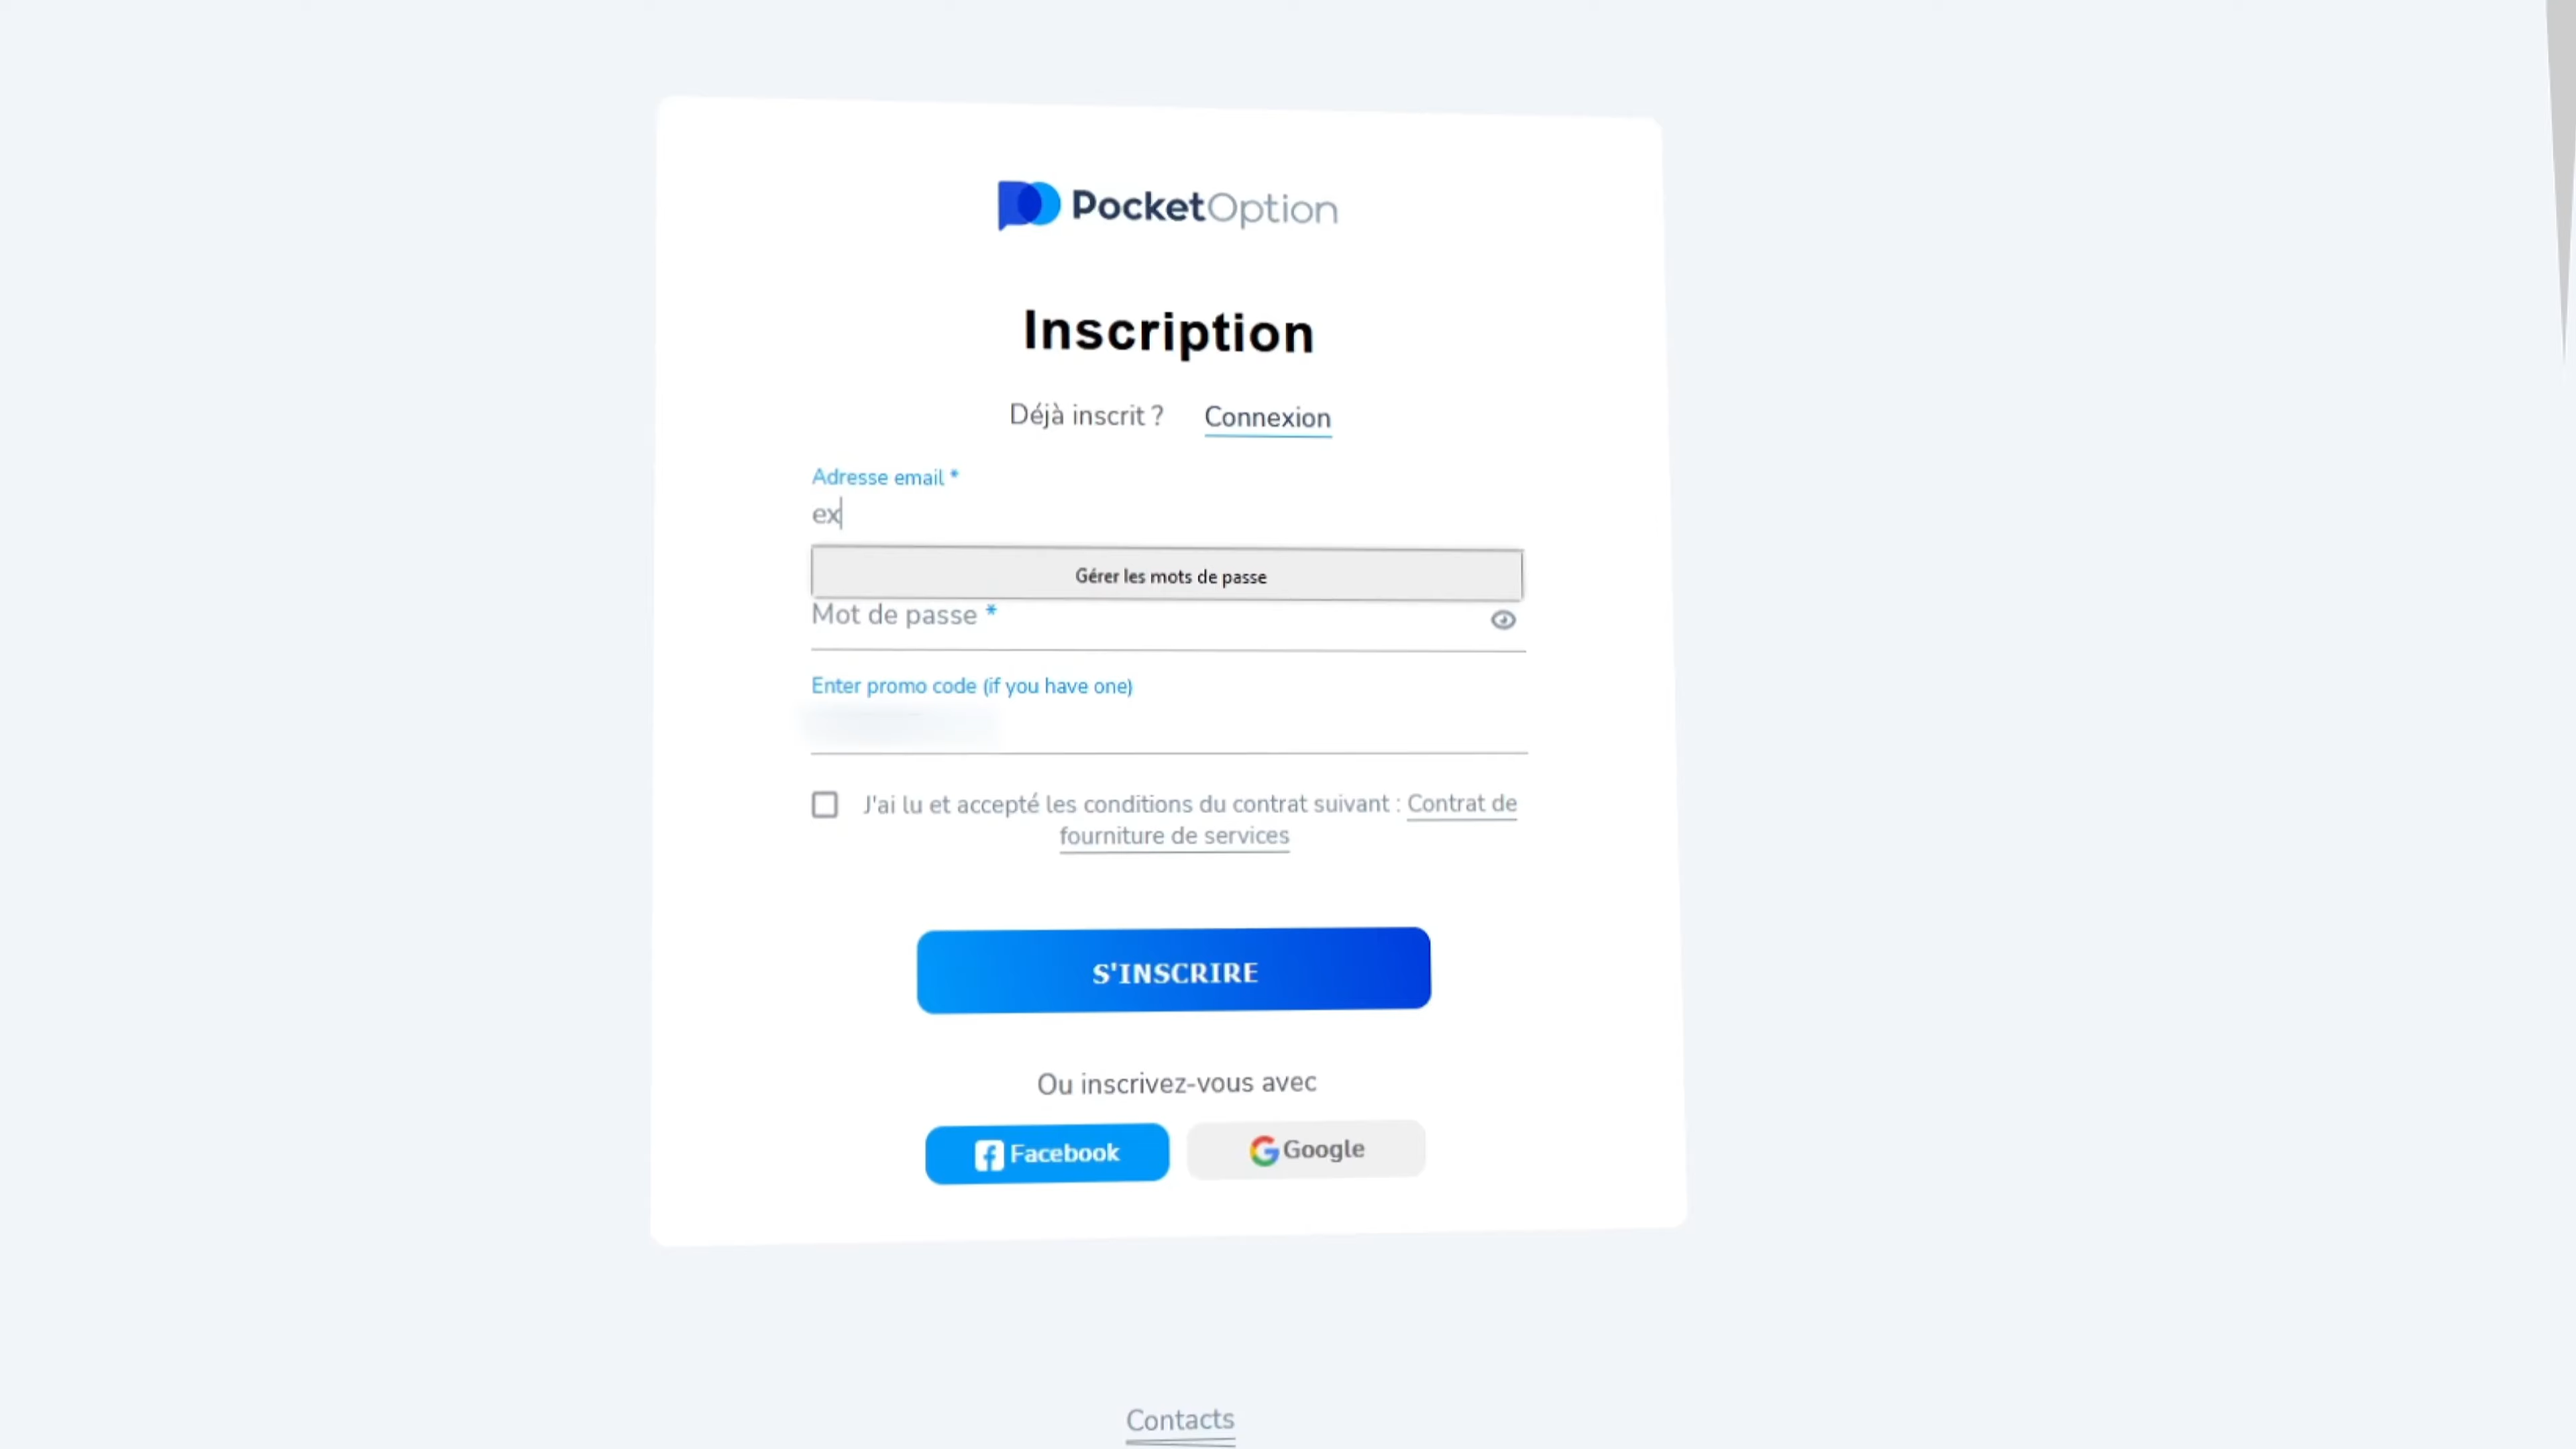 PocketOption
Inscription
Déjà inscrit ? Connexion
Adresse email *
ex
Gérer les mots de passe
Mot de passe *
Enter promo code (if you have one)
J'ai lu et accepté les conditions du contrat suivant : Contrat de
fourniture de services
S'INSCRIRE
Ou inscrivez-vous avec
Facebook Google
Contacts